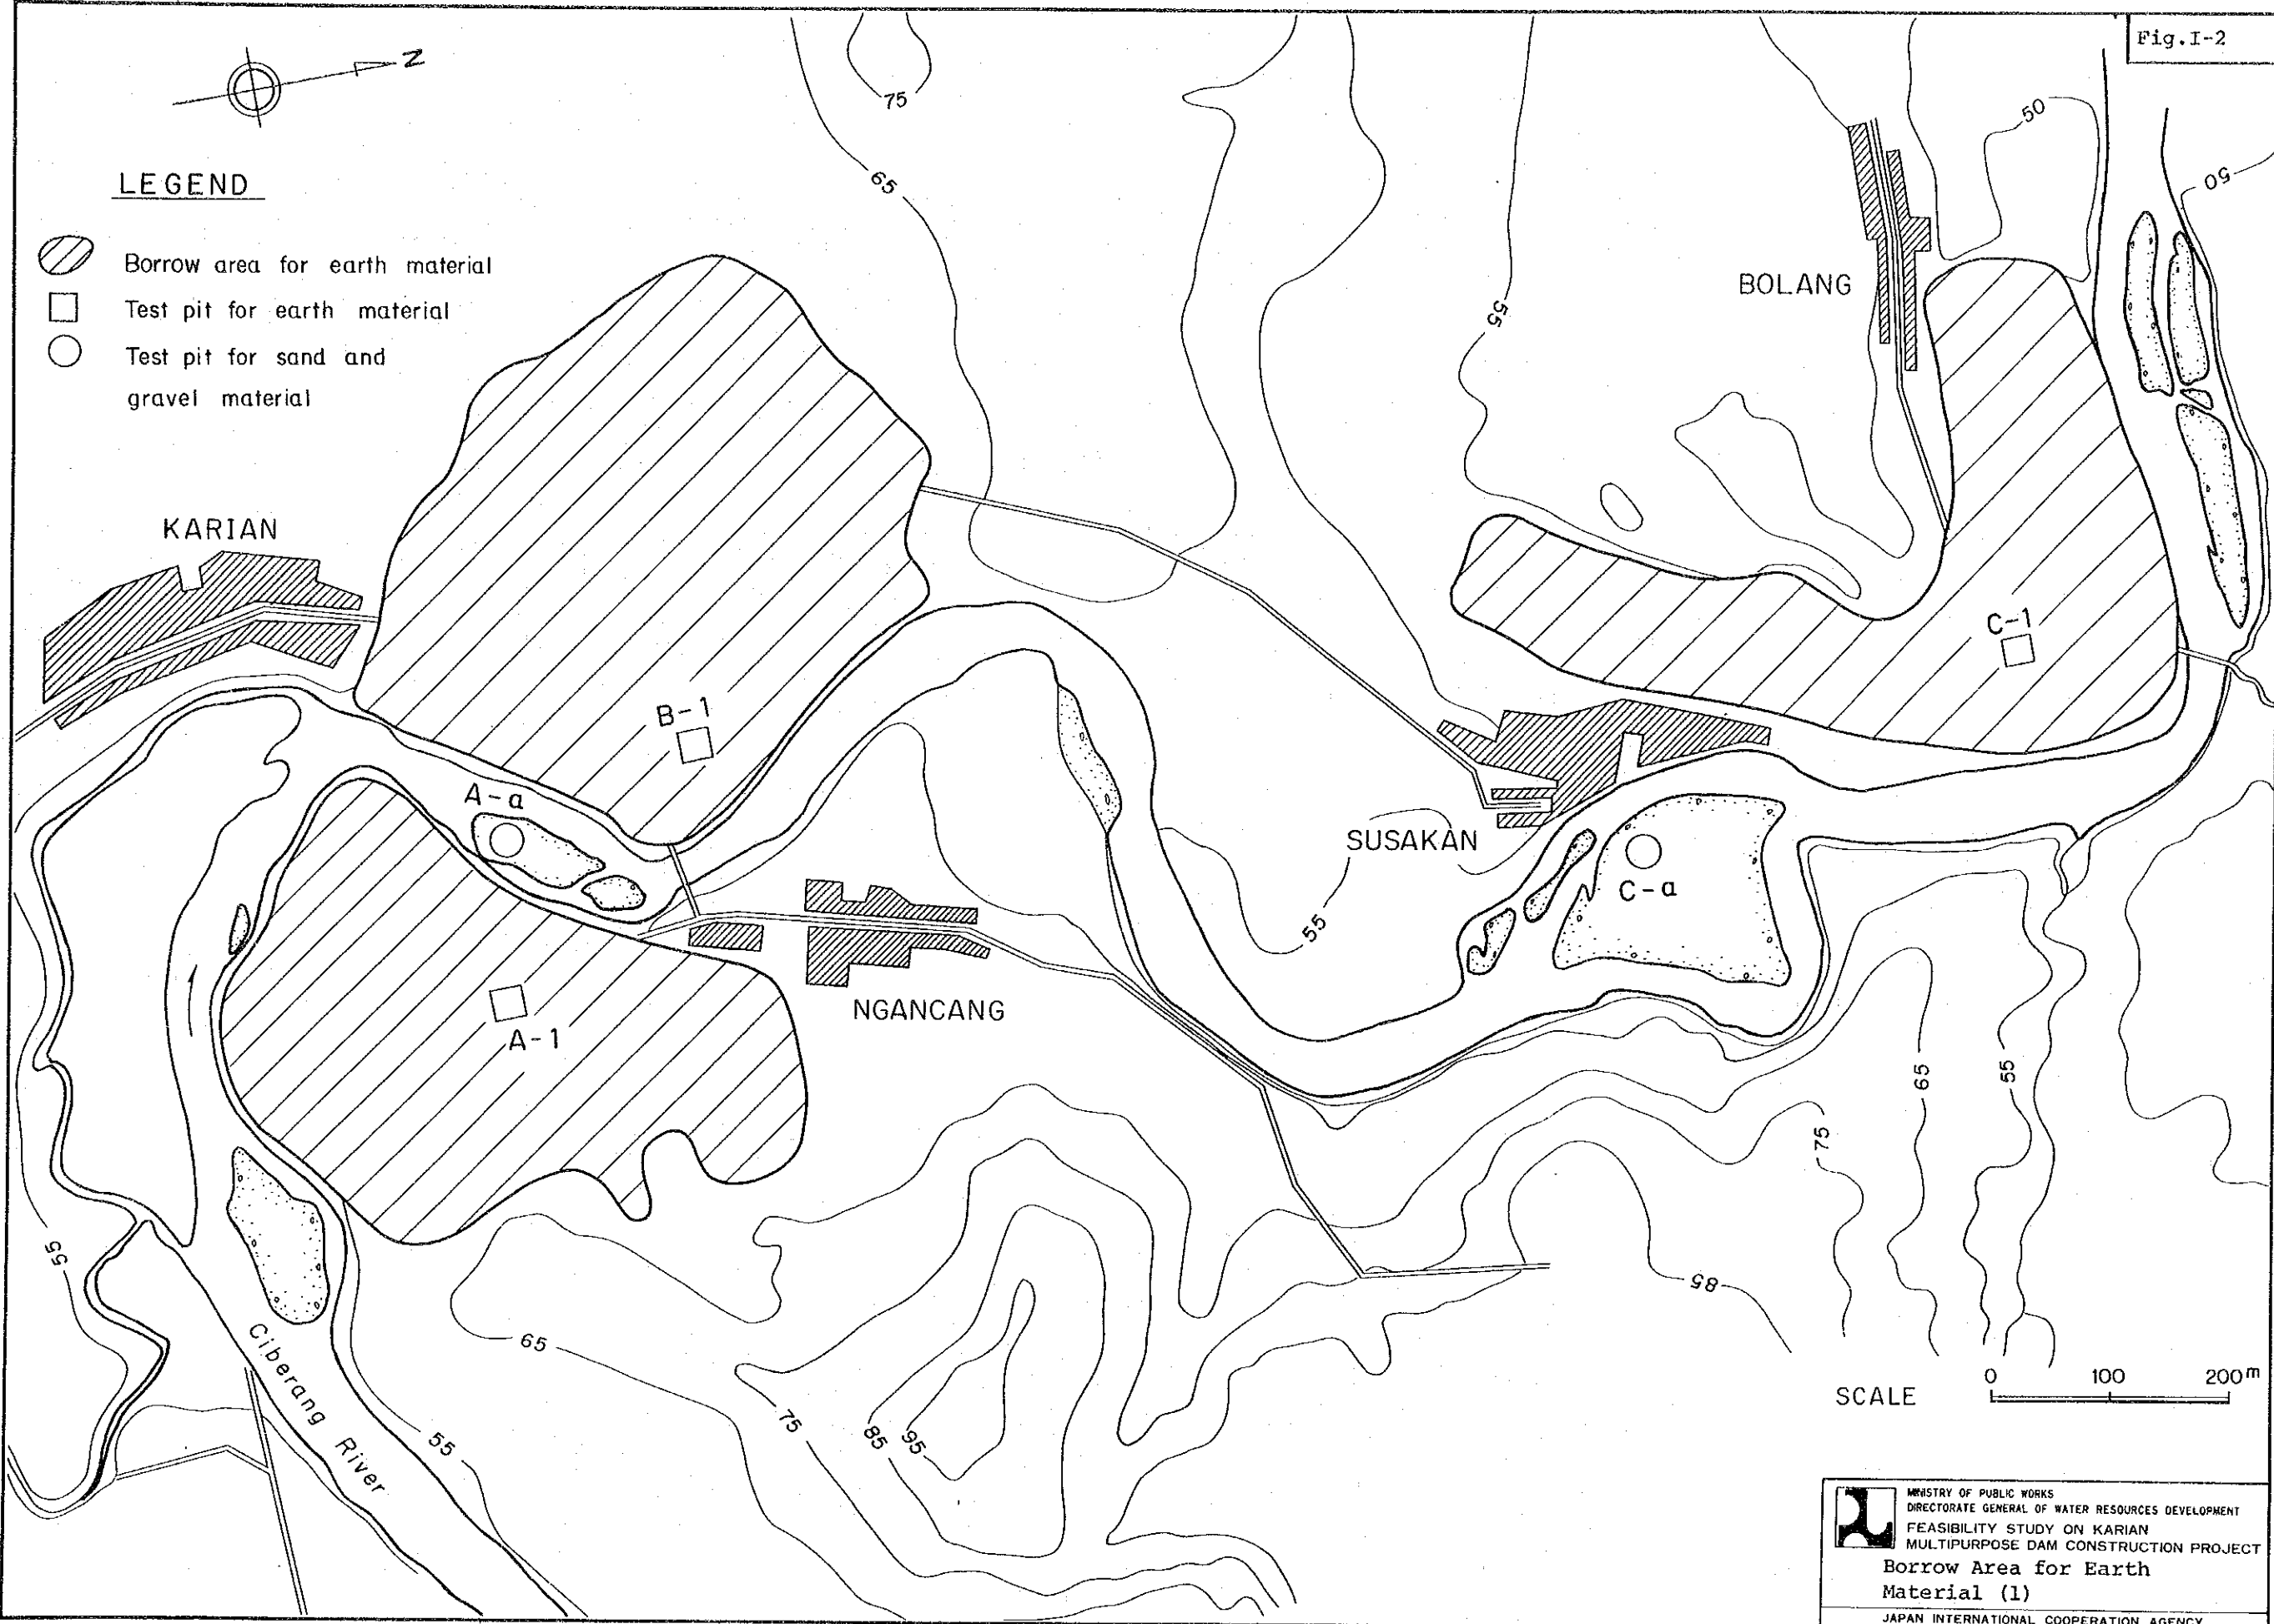 Fig.I-2
N
LEGEND
Borrow area for earth material
Test pit for earth material
Test pit for sand and
gravel material
75
65
50
50
55
BOLANG
KARIAN
C-1
B-1
A-a
SUSAKAN
C-a
55
NGANCANG
A-1
65
55
75
55
85
65
Ciberang River
55
75
85
95
SCALE
0 100 200m
MINISTRY OF PUBLIC WORKS
DIRECTORATE GENERAL OF WATER RESOURCES DEVELOPMENT
FEASIBILITY STUDY ON KARIAN
MULTIPURPOSE DAM CONSTRUCTION PROJECT
Borrow Area for Earth
Material (1)
JAPAN INTERNATIONAL COOPERATION AGENCY